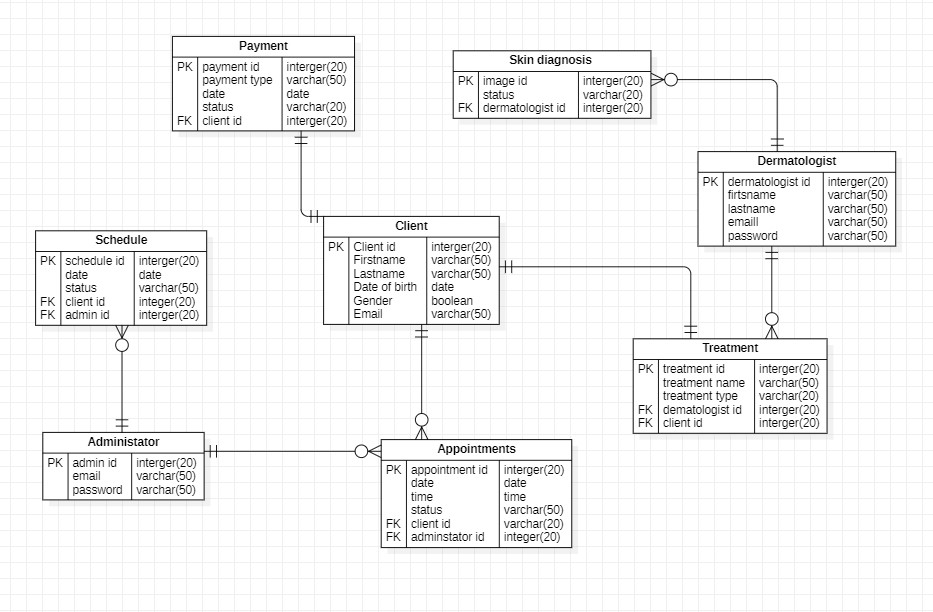 Payment
PK payment id interger(20)
payment type varchar(50)
date date
status varchar(20)
FK client id interger(20)
Skin diagnosis
PK image id interger(20)
status varchar(20)
FK dermatologist id interger(20)
Dermatologist
PK dermatologist id interger(20)
firtsname varchar(50)
lastname varchar(50)
emaill varchar(50)
password varchar(50)
Client
PK Client id interger(20)
Firstname varchar(50)
Lastname varchar(50)
Date of birth date
Gender boolean
Email varchar(50)
Schedule
PK schedule id interger(20)
date date
status varchar(50)
FK client id integer(20)
FK admin id interger(20)
Treatment
PK treatment id interger(20)
treatment name varchar(50)
treatment type varchar(20)
FK dematologist id interger(20)
FK client id interger(20)
Administator
PK admin id interger(20)
email varchar(50)
password varchar(50)
Appointments
PK appointment id interger(20)
date date
time time
status varchar(50)
FK client id varchar(20)
FK adminstator id integer(20)